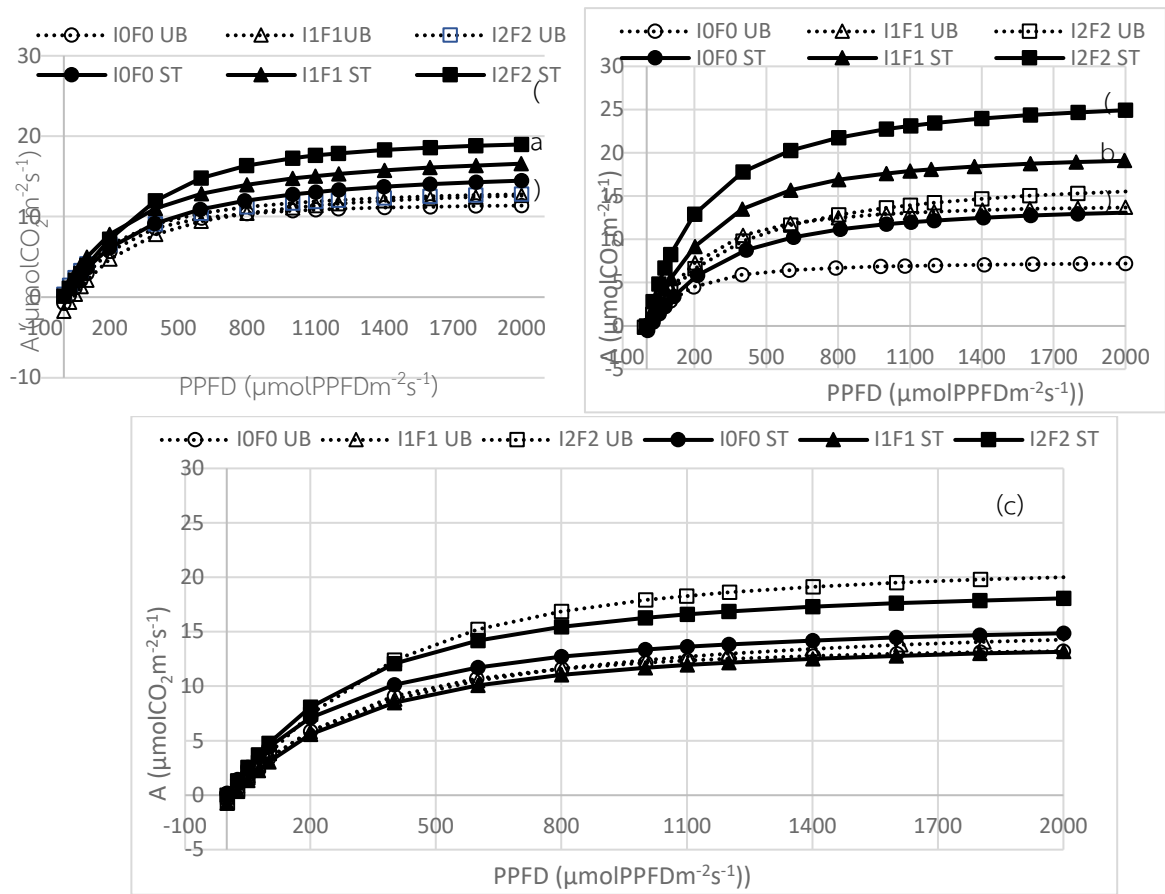 I0F0 UB I1F1UB I2F2 UB
I0F0 ST I1F1 ST I2F2 ST
(
a
)
30
20
10
0
-10
-100 200 500 800 1100 1400 1700 2000
A (µmolCO2m-2s-1)
PPFD (µmolPPFDm-2s-1)
I0F0 UB I1F1 UB I2F2 UB
I0F0 ST I1F1 ST I2F2 ST
(
b
)
30
25
20
15
10
5
0
-5
-100 200 500 800 1100 1400 1700 2000
A (µmolCO2m-2s-1)
PPFD (µmolPPFDm-2s-1))
I0F0 UB I1F1 UB I2F2 UB I0F0 ST I1F1 ST I2F2 ST
(c)
30
25
20
15
10
5
0
-5
-100 200 500 800 1100 1400 1700 2000
A (µmolCO2m-2s-1)
PPFD (µmolPPFDm-2s-1))